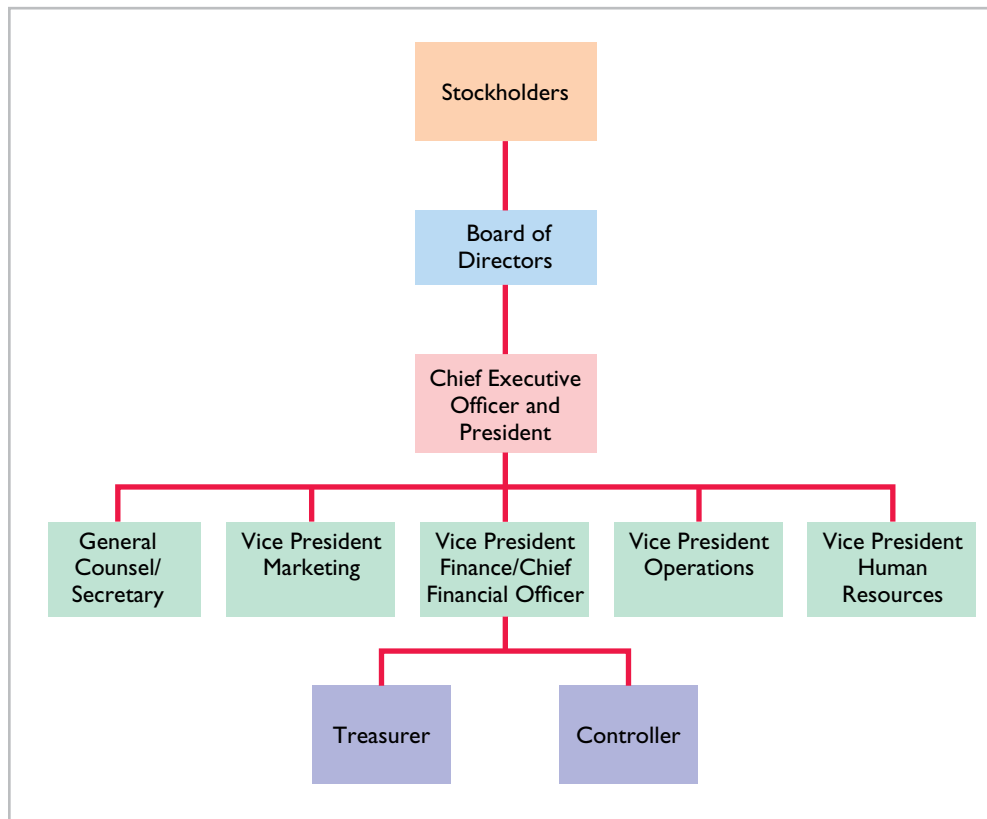 Stockholders
Board of
Directors
Chief Executive
Officer and
President
General
Counsel/
Secretary
Vice President
Marketing
Vice President
Finance/Chief
Financial Officer
Vice President
Operations
Vice President
Human
Resources
Treasurer
Controller